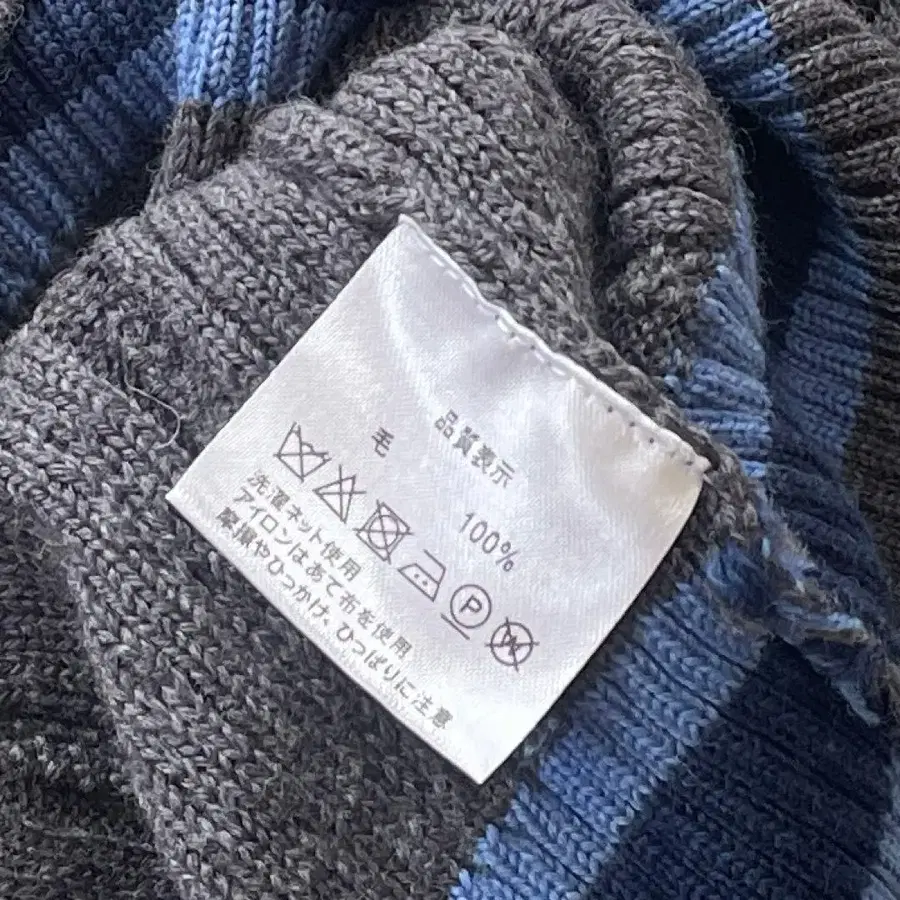 品質表示
毛 100%
P W
洗濯ネット使用
アイロンはあて布を使用
摩擦やひっかけ、ひっぱりに注意